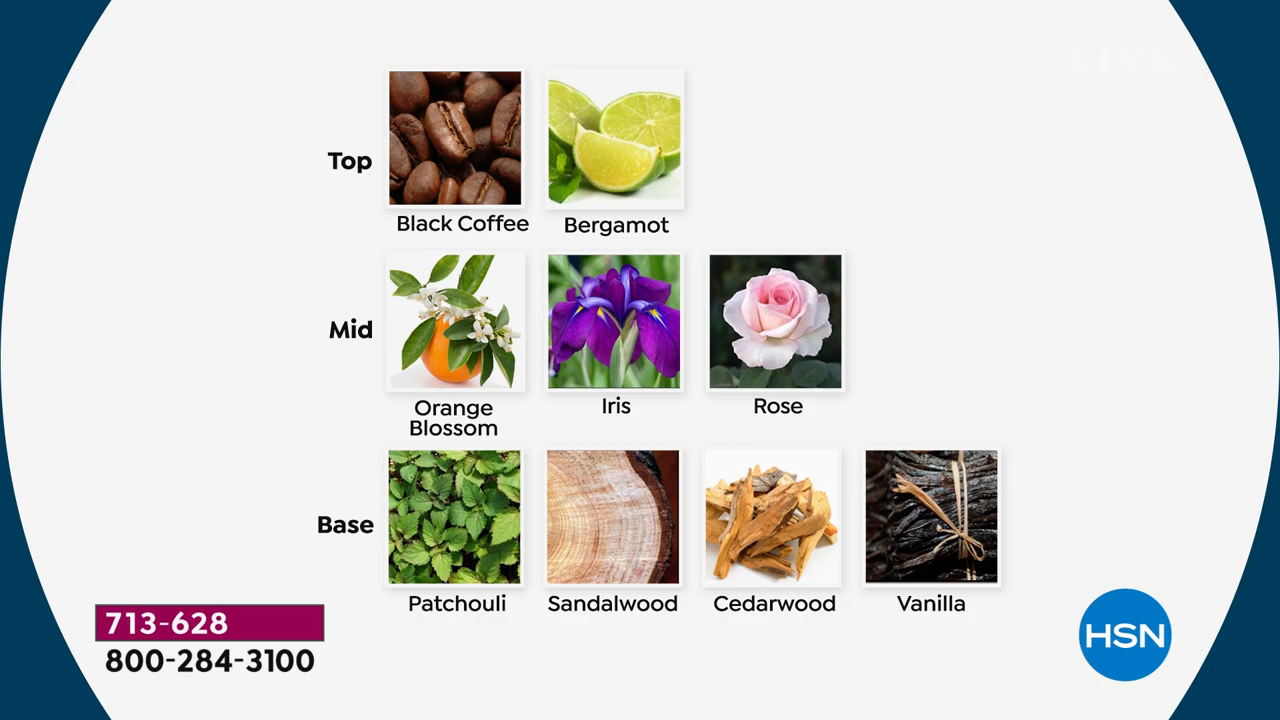 LIVE
Top
Black Coffee
Bergamot
Mid
Orange
Blossom
Iris
Rose
Base
Patchouli
Sandalwood
Cedarwood
Vanilla
713-628
800-284-3100
HSN